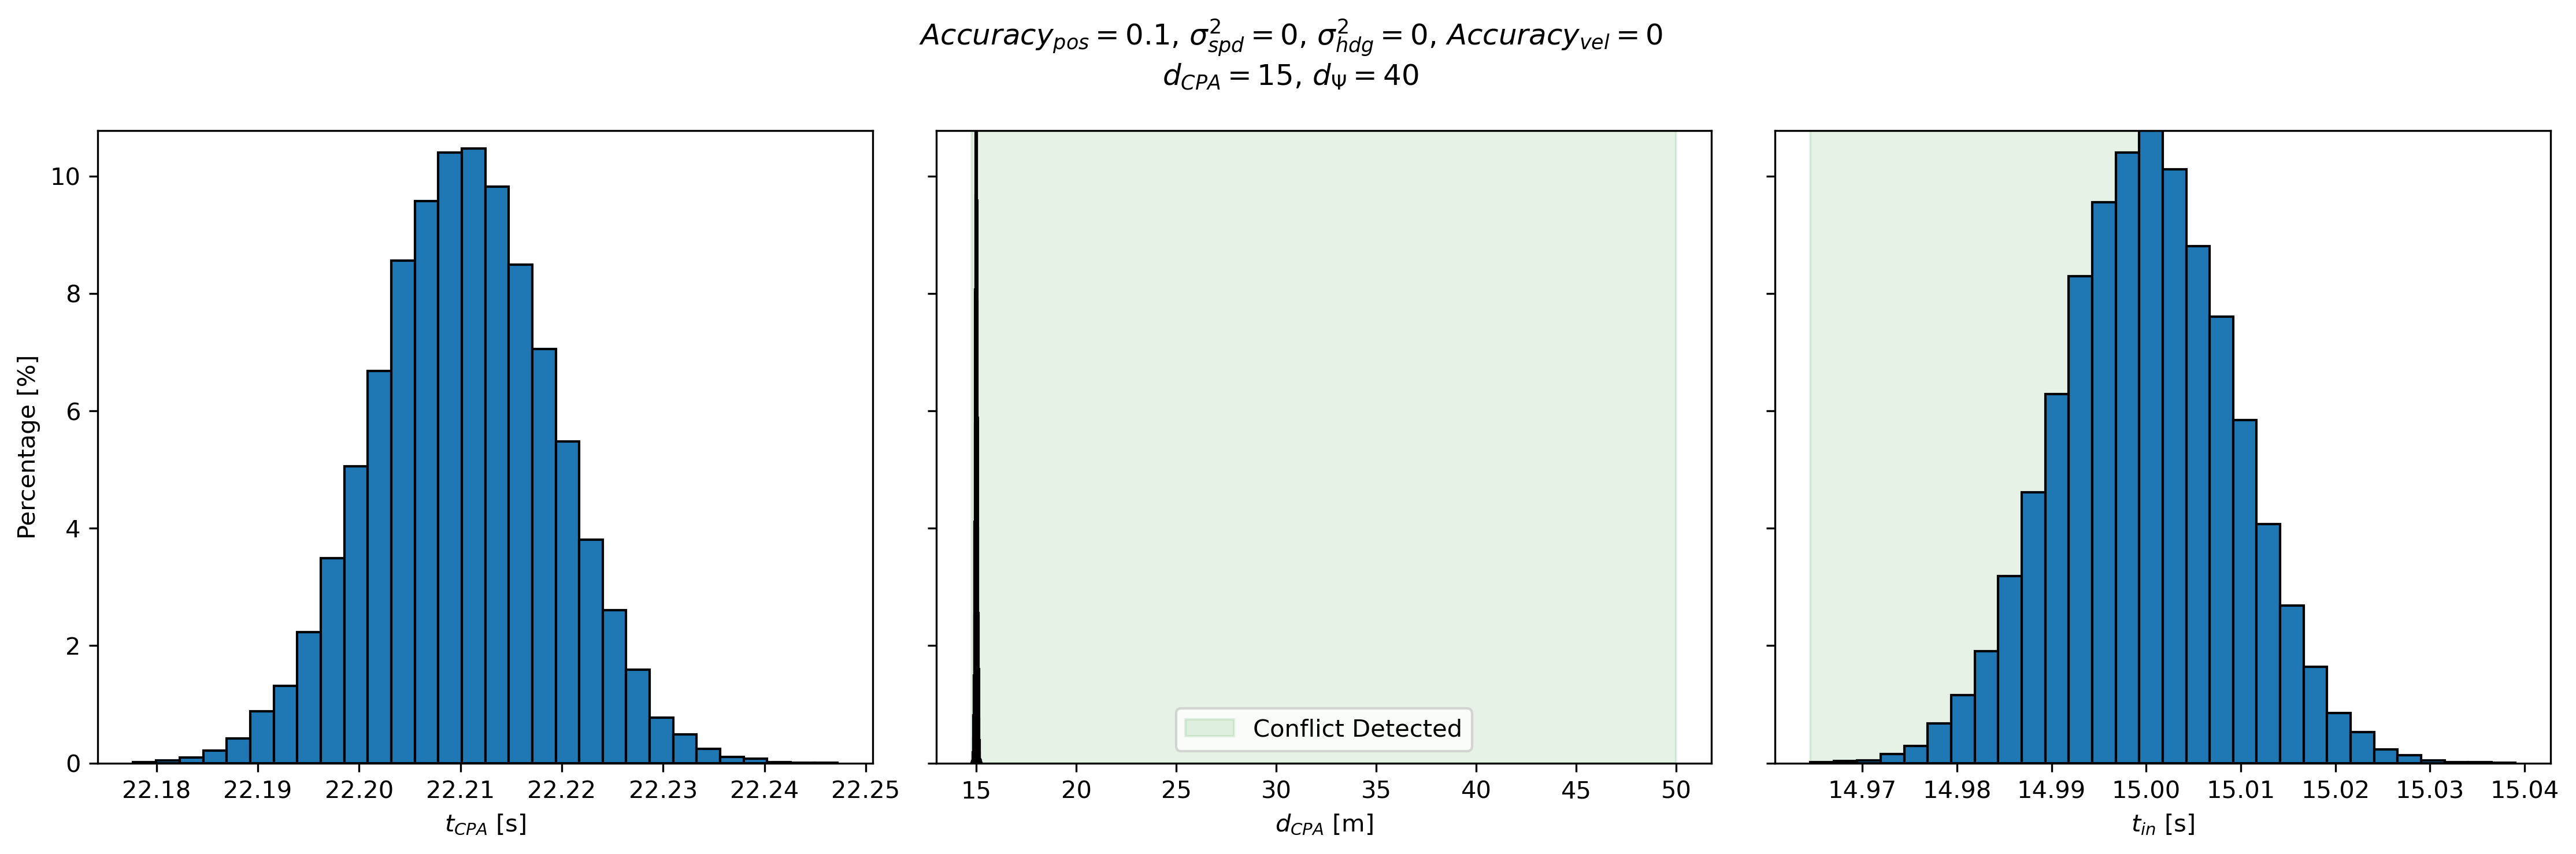 Accuracy_pos = 0.1, σ²_spd = 0, σ²_hdg = 0, Accuracy_vel = 0
d_CPA = 15, d_ψ = 40
Percentage [%]
10
8
6
4
2
0
22.18 22.19 22.20 22.21 22.22 22.23 22.24 22.25
t_CPA [s]
Conflict Detected
15 20 25 30 35 40 45 50
d_CPA [m]
14.97 14.98 14.99 15.00 15.01 15.02 15.03 15.04
t_in [s]